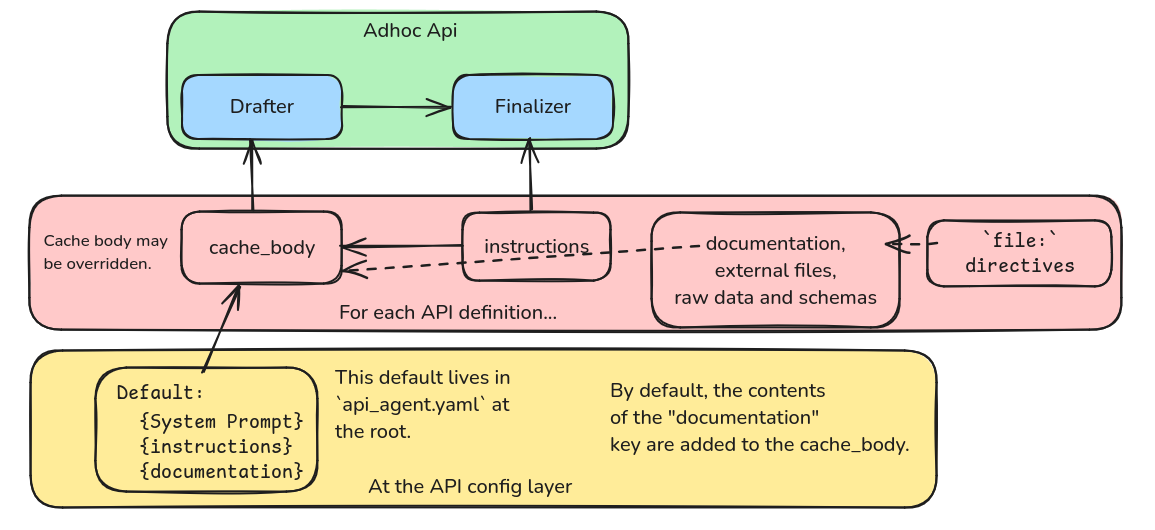 Adhoc Api
Drafter
Finalizer
Cache body may
be overridden.
cache_body
instructions
documentation,
external files,
raw data and schemas
`file:`
directives
For each API definition...
Default:
{System Prompt}
{instructions}
{documentation}
This default lives in
`api_agent.yaml` at
the root.
By default, the contents
of the "documentation"
key are added to the cache_body.
At the API config layer